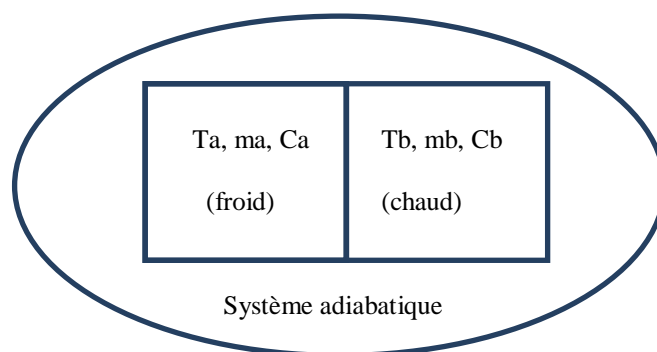 Ta, ma, Ca
(froid)
Tb, mb, Cb
(chaud)
Système adiabatique